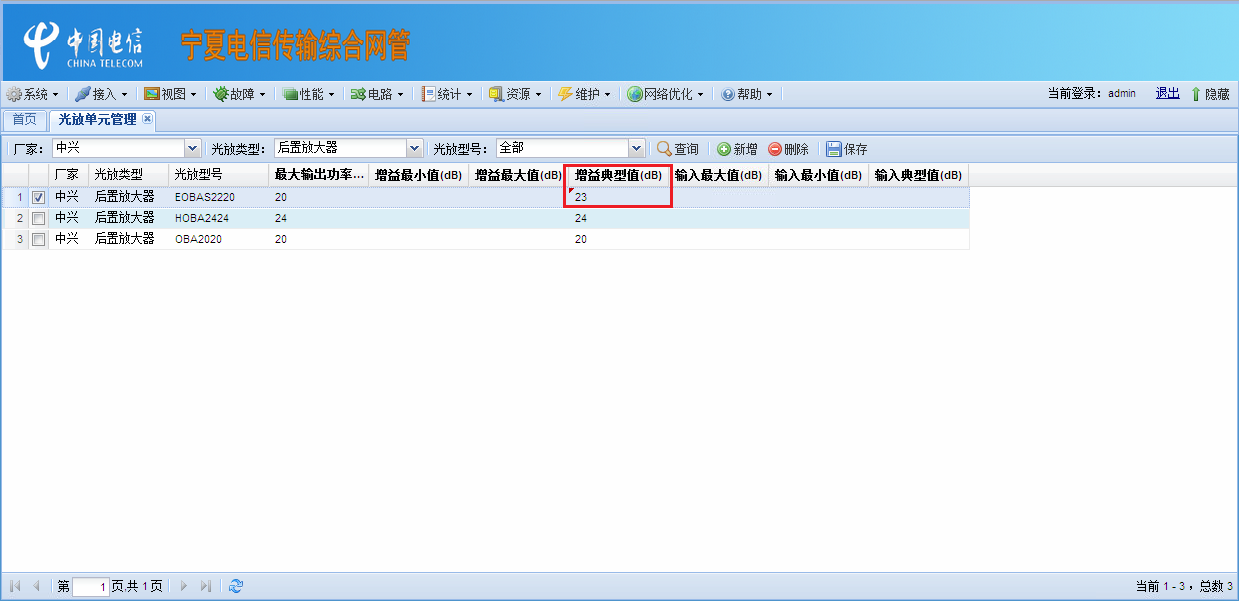 中国电信
CHINA TELECOM
宁夏电信传输综合网管
系统 接入 视图 故障 性能 电路 统计 资源 维护 网络优化 帮助 当前登录：admin 退出 隐藏
首页 光放单元管理
厂家： 中兴 光放类型： 后置放大器 光放型号： 全部 查询 新增 删除 保存
厂家 光放类型 光放型号 最大输出功率... 增益最小值(dB) 增益最大值(dB) 增益典型值(dB) 输入最大值(dB) 输入最小值(dB) 输入典型值(dB)
1 中兴 后置放大器 EOBAS2220 20 23
2 中兴 后置放大器 HOBA2424 24 24
3 中兴 后置放大器 OBA2020 20 20
第 1 页,共 1 页 当前 1 - 3 ，总数 3